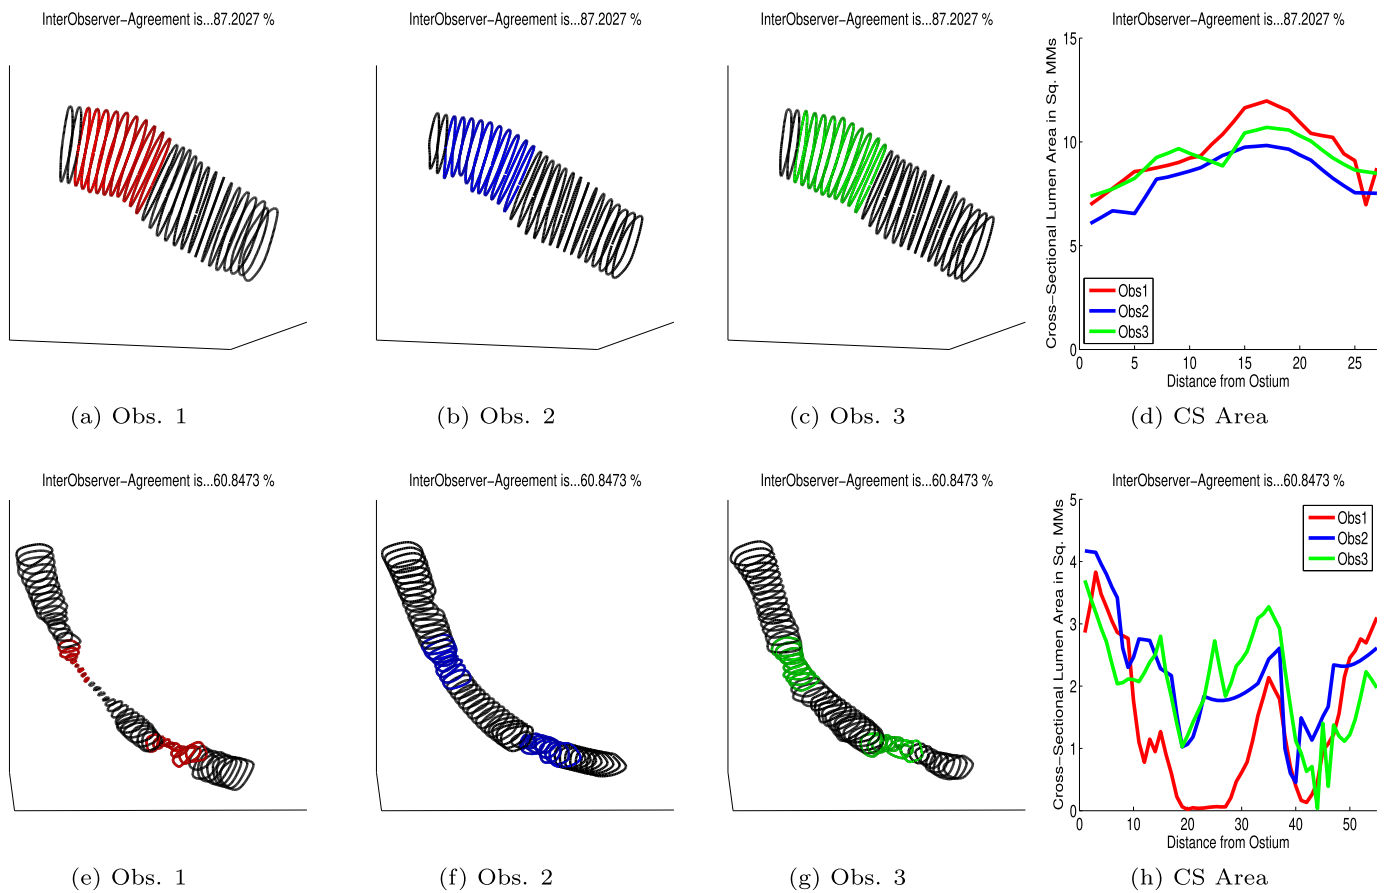 InterObserver-Agreement is...87.2027 %
InterObserver-Agreement is...87.2027 %
InterObserver-Agreement is...87.2027 %
InterObserver-Agreement is...87.2027 %
Cross-Sectional Lumen Area in Sq. MMs
15
10
5
0
Obs1
Obs2
Obs3
0 5 10 15 20 25
Distance from Ostium
(a) Obs. 1
(b) Obs. 2
(c) Obs. 3
(d) CS Area
InterObserver-Agreement is...60.8473 %
InterObserver-Agreement is...60.8473 %
InterObserver-Agreement is...60.8473 %
InterObserver-Agreement is...60.8473 %
Cross-Sectional Lumen Area in Sq. MMs
5
4
3
2
1
0
Obs1
Obs2
Obs3
0 10 20 30 40 50
Distance from Ostium
(e) Obs. 1
(f) Obs. 2
(g) Obs. 3
(h) CS Area